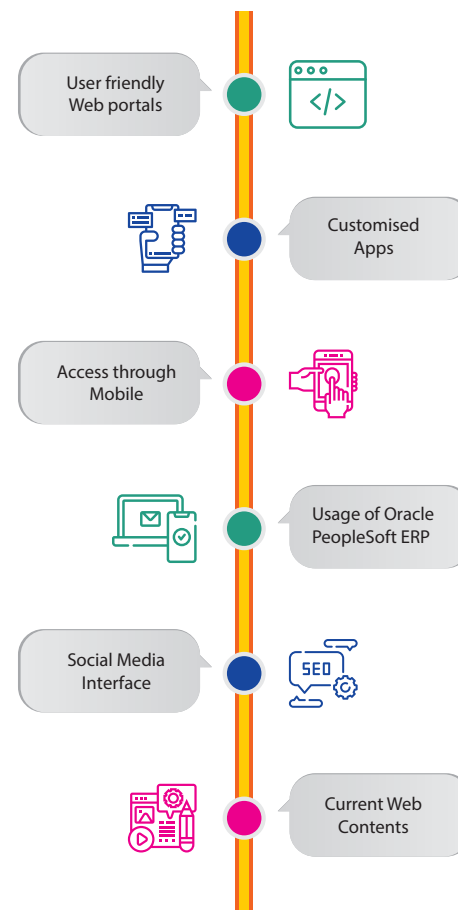 User friendly
Web portals
</>
Customised
Apps
Access through
Mobile
Usage of Oracle
PeopleSoft ERP
Social Media
Interface
SEO
Current Web
Contents